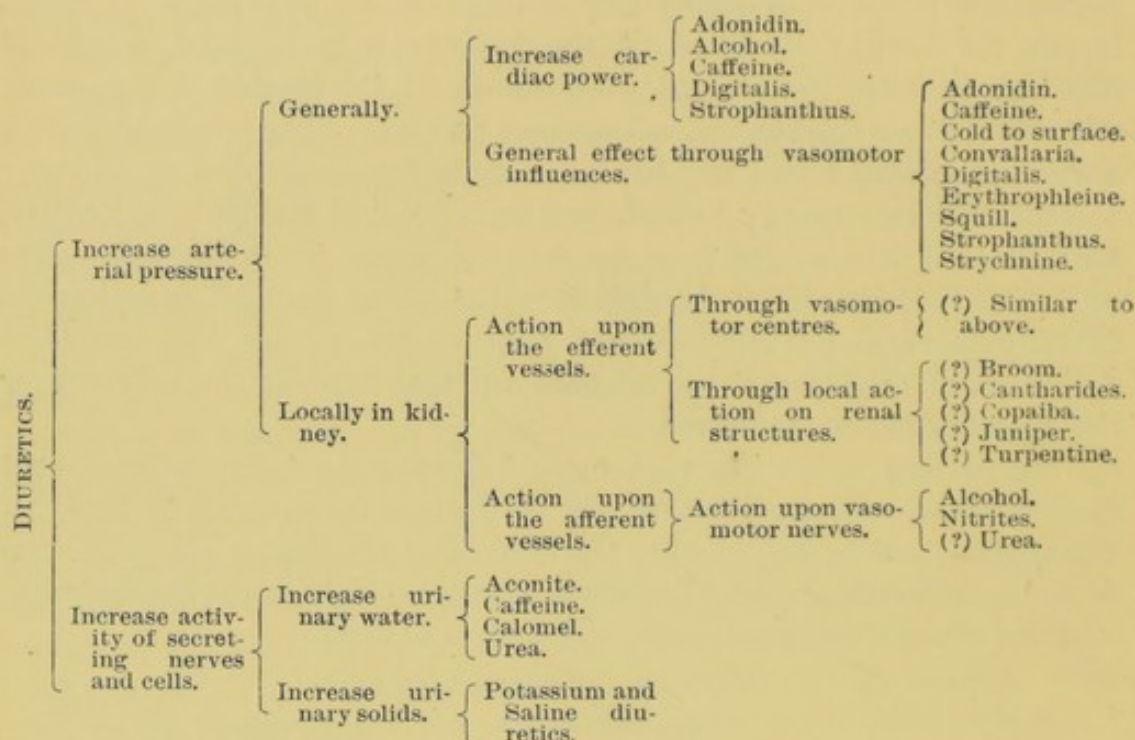 DIURETICS.
Increase arte-
rial pressure.
Generally.
Increase car-
diac power.
Adonidin.
Alcohol.
Caffeine.
Digitalis.
Strophanthus.
General effect through vasomotor
influences.
Adonidin.
Caffeine.
Cold to surface.
Convallaria.
Digitalis.
Erythrophleine.
Squill.
Strophanthus.
Strychnine.
Locally in kid-
ney.
Action upon
the efferent
vessels.
Through vasomo-
tor centres.
(?) Similar to
above.
Through local ac-
tion on renal
structures.
(?) Broom.
(?) Cantharides.
(?) Copaiba.
(?) Juniper.
(?) Turpentine.
Action upon
the afferent
vessels.
Action upon vaso-
motor nerves.
Alcohol.
Nitrites.
(?) Urea.
Increase activ-
ity of secret-
ing nerves
and cells.
Increase uri-
nary water.
Aconite.
Caffeine.
Calomel.
Urea.
Increase uri-
nary solids.
Potassium and
Saline diu-
retics.